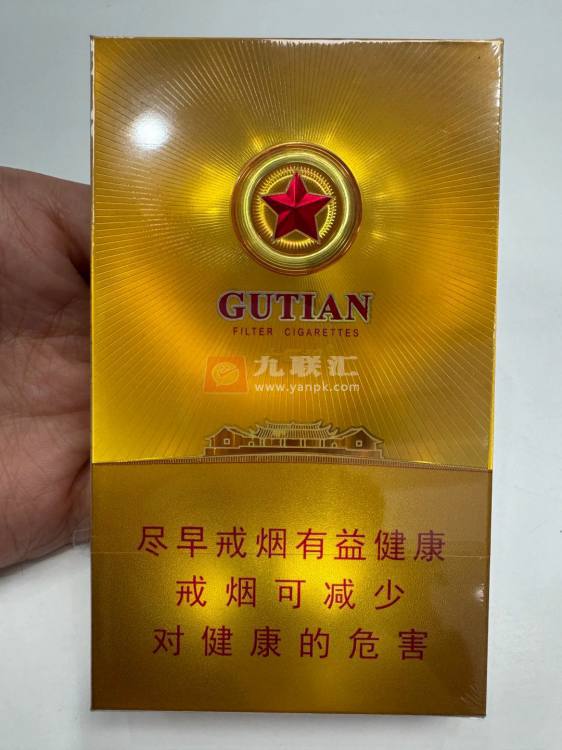 GUTIAN
FILTER CIGARETTES
九联汇
www.yanpk.com
尽早戒烟有益健康
戒烟可减少
对健康的危害